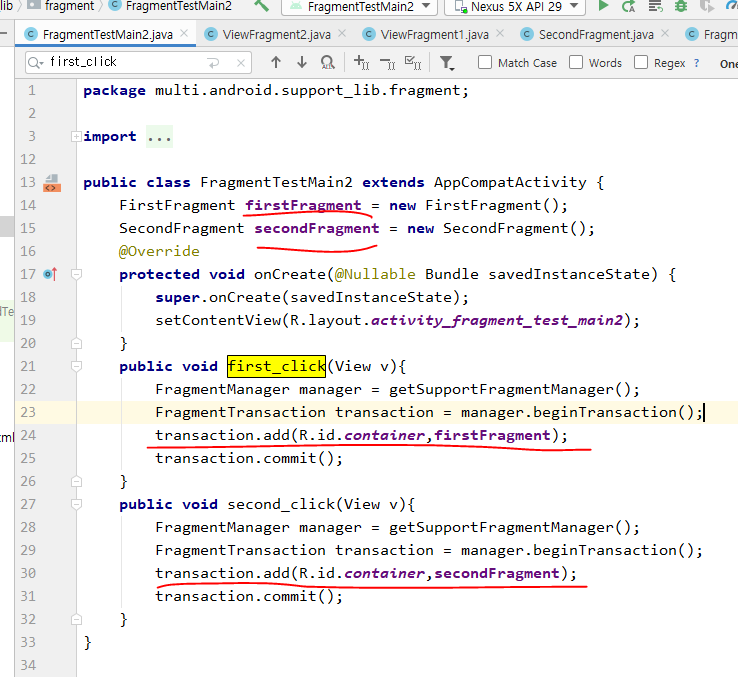 lib fragment FragmentTestMain2 FragmentTestMain2 Nexus 5X API 29
FragmentTestMain2.java ViewFragment2.java ViewFragment1.java SecondFragment.java Fragm
first_click Match Case Words Regex ? One
1 package multi.android.support_lib.fragment;
2
3 import ...
12
13 public class FragmentTestMain2 extends AppCompatActivity {
14 FirstFragment firstFragment = new FirstFragment();
15 SecondFragment secondFragment = new SecondFragment();
16 @Override
17 protected void onCreate(@Nullable Bundle savedInstanceState) {
18 super.onCreate(savedInstanceState);
19 setContentView(R.layout.activity_fragment_test_main2);
20 }
21 public void first_click(View v){
22 FragmentManager manager = getSupportFragmentManager();
23 FragmentTransaction transaction = manager.beginTransaction();
24 transaction.add(R.id.container,firstFragment);
25 transaction.commit();
26 }
27 public void second_click(View v){
28 FragmentManager manager = getSupportFragmentManager();
29 FragmentTransaction transaction = manager.beginTransaction();
30 transaction.add(R.id.container,secondFragment);
31 transaction.commit();
32 }
33 }
34